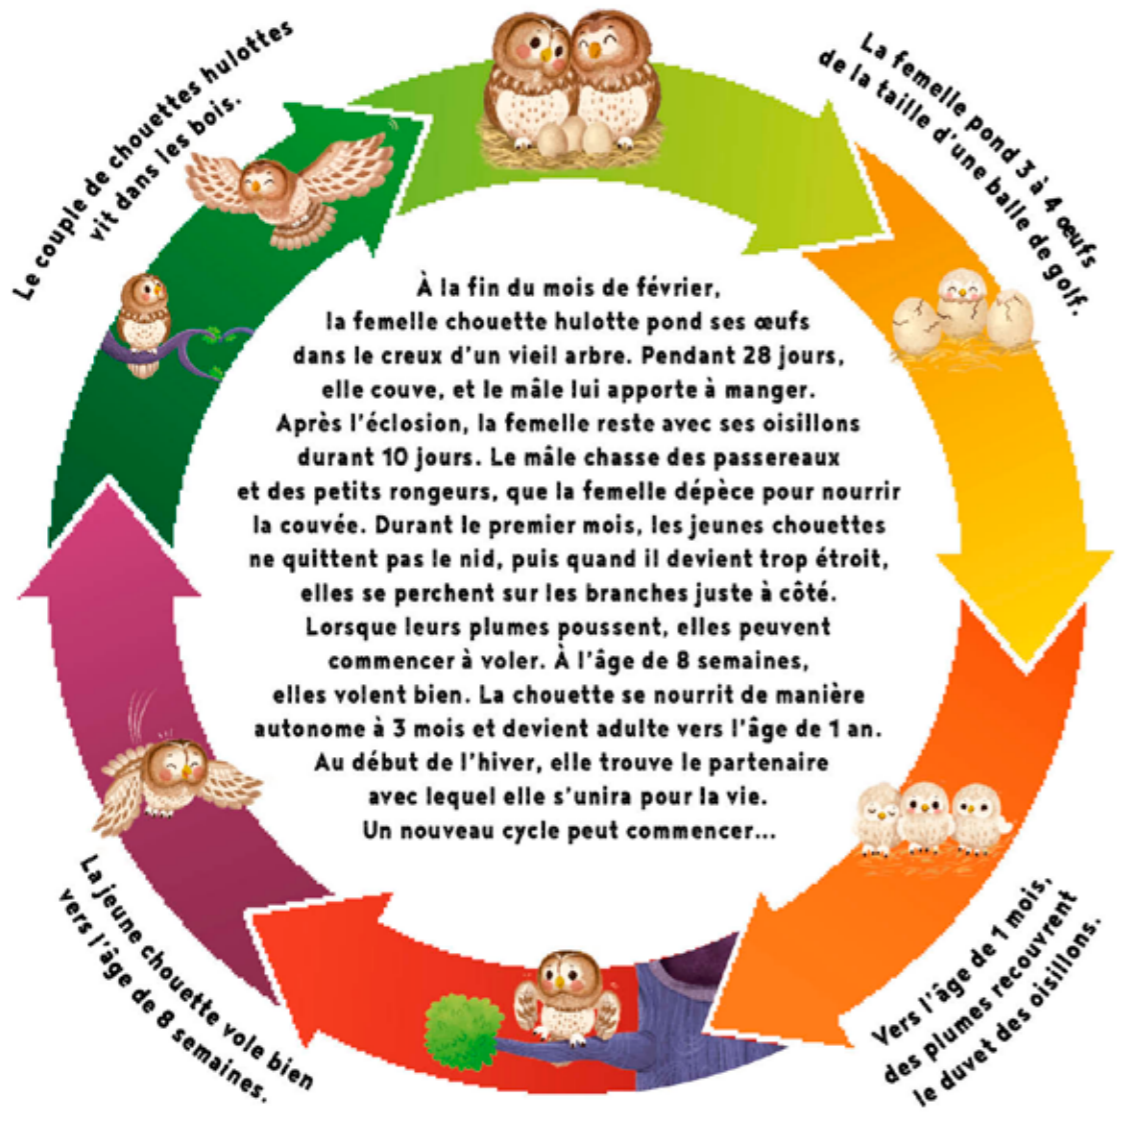 Le couple de chouettes hulottes
vit dans les bois.
La femelle pond 3 à 4 œufs
de la taille d'une balle de golf.
À la fin du mois de février,
la femelle chouette hulotte pond ses œufs
dans le creux d'un vieil arbre. Pendant 28 jours,
elle couve, et le mâle lui apporte à manger.
Après l'éclosion, la femelle reste avec ses oisillons
durant 10 jours. Le mâle chasse des passereaux
et des petits rongeurs, que la femelle dépèce pour nourrir
la couvée. Durant le premier mois, les jeunes chouettes
ne quittent pas le nid, puis quand il devient trop étroit,
elles se perchent sur les branches juste à côté.
Lorsque leurs plumes poussent, elles peuvent
commencer à voler. À l'âge de 8 semaines,
elles volent bien. La chouette se nourrit de manière
autonome à 3 mois et devient adulte vers l'âge de 1 an.
Au début de l'hiver, elle trouve le partenaire
avec lequel elle s'unira pour la vie.
Un nouveau cycle peut commencer...
Vers l'âge de 1 mois,
des plumes recouvrent
le duvet des oisillons.
La jeune chouette vole bien
vers l'âge de 8 semaines.